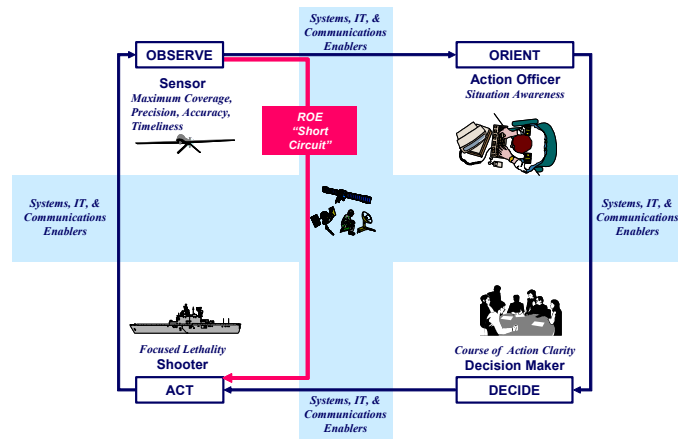 Systems, IT, &
Communications
Enablers
OBSERVE
ORIENT
Sensor
Maximum Coverage,
Precision, Accuracy,
Timeliness
Action Officer
Situation Awareness
ROE
“Short
Circuit”
Systems, IT, &
Communications
Enablers
Systems, IT, &
Communications
Enablers
Focused Lethality
Shooter
ACT
Course of Action Clarity
Decision Maker
DECIDE
Systems, IT, &
Communications
Enablers